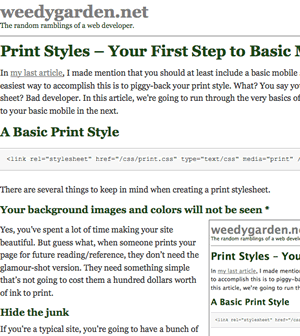 weedygarden.net
The random ramblings of a web developer.
Print Styles – Your First Step to Basic M
In my last article, I made mention that you should at least include a basic mobile
easiest way to accomplish this is to piggy-back your print style. What? You say yo
sheet? Bad developer. In this article, we're going to run through the very basics of
to your basic mobile in the next.
A Basic Print Style
<link rel="stylesheet" href="/css/print.css" type="text/css" media="print" /
There are several things to keep in mind when creating a print stylesheet.
Your background images and colors will not be seen *
Yes, you've spent a lot of time making your site
beautiful. But guess what, when someone prints your
page for future reading/reference, they don't need the
glamour-shot version. They need something simple
that's not going to cost them a hundred dollars worth
of ink to print.
weedygarden.net
The random ramblings of a web develo
Print Styles – Your First
In my last article, I made mention
easiest way to accomplish this is to piggy-b
this article, we're going to run th
A Basic Print Style
<link rel="stylesheet" href="/css
Hide the junk
If you're a typical site, you're going to have a bunch of